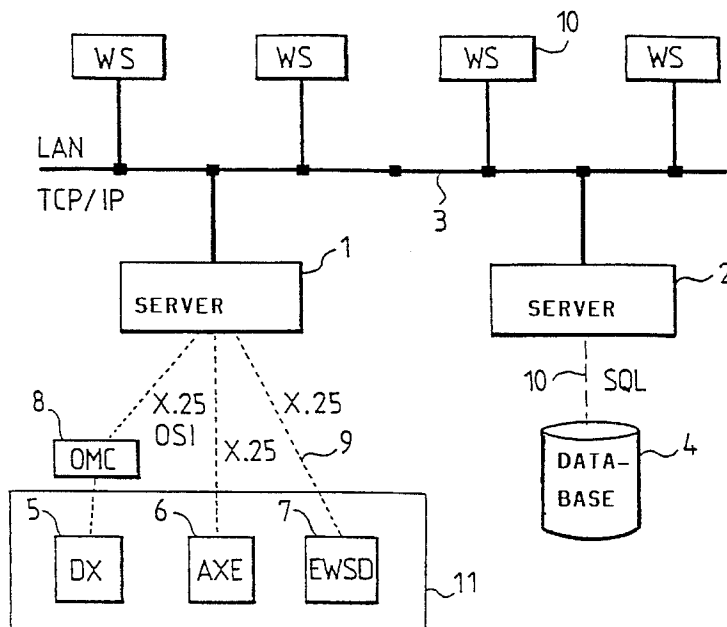 10
WS WS WS WS
LAN
TCP/IP
3
1
2
SERVER
SERVER
10 SQL
8
X.25
OSI
X.25
X.25
9
OMC
4
DATA-
BASE
5 6 7
DX AXE EWSD
11